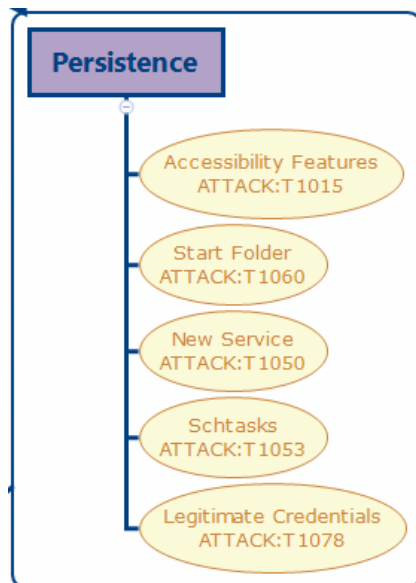 Persistence
Accessibility Features
ATTACK:T1015
Start Folder
ATTACK:T1060
New Service
ATTACK:T1050
Schtasks
ATTACK:T1053
Legitimate Credentials
ATTACK:T1078